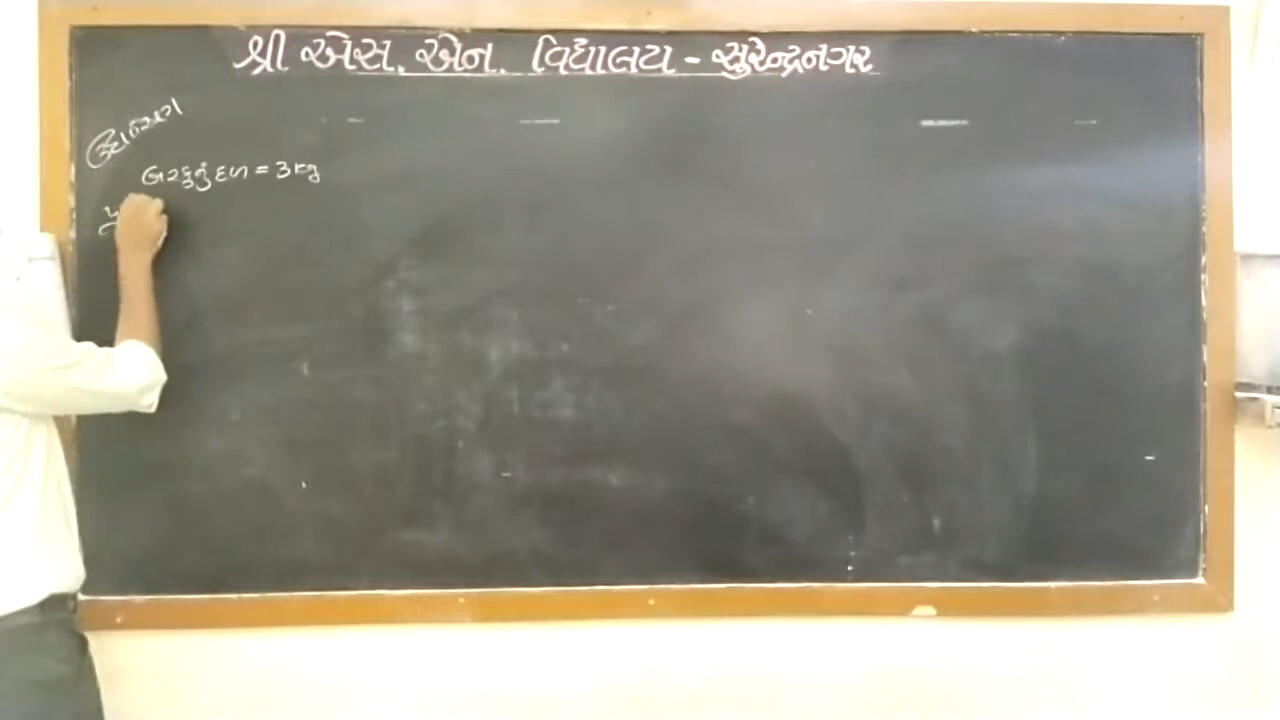 શ્રી એસ. એન. વિદ્યાલય - સુરેન્દ્રનગર
ઉદાહરણ
બરફનું દળ = 3 kg